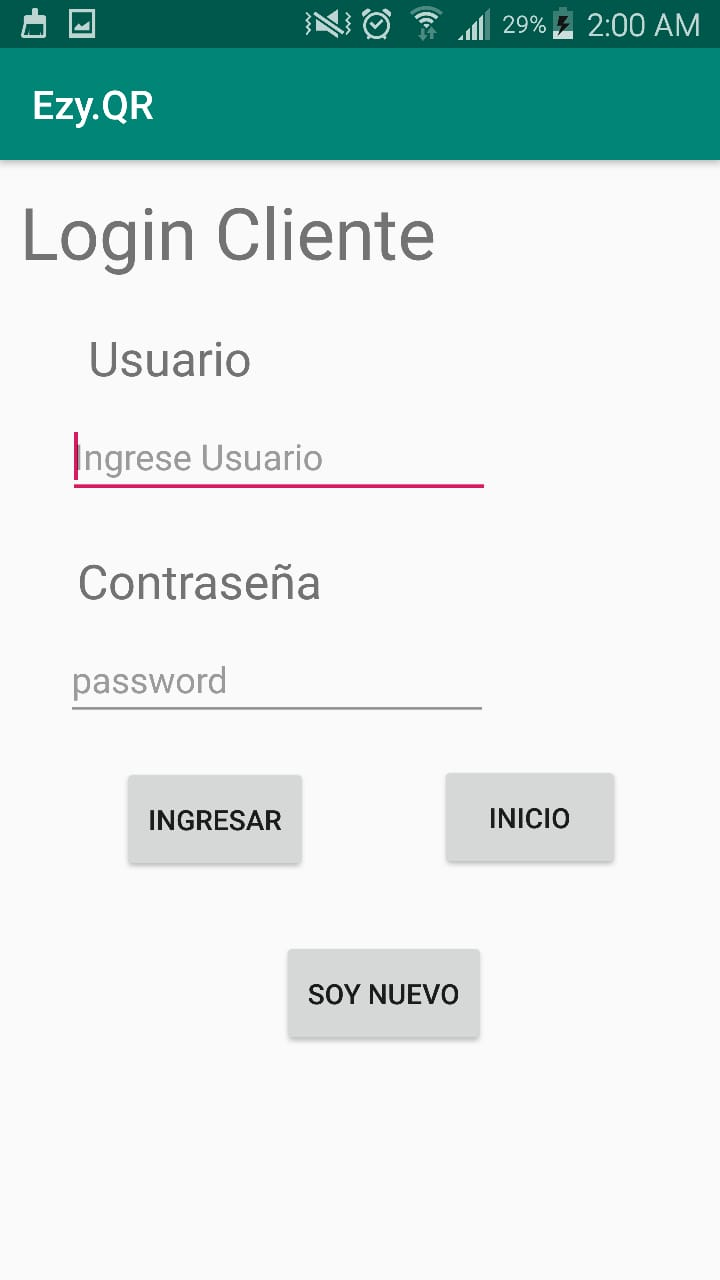 29% 2:00 AM
Ezy.QR
Login Cliente
Usuario
Ingrese Usuario
Contraseña
password
INGRESAR
INICIO
SOY NUEVO